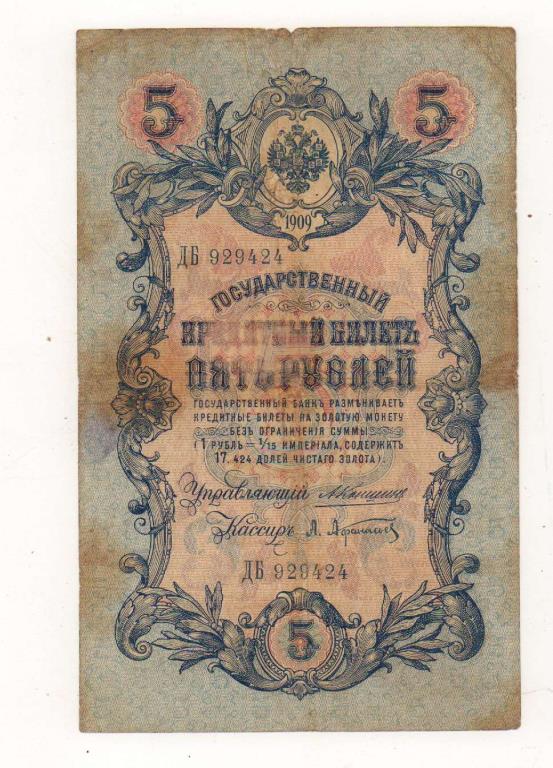 5 5
1909
ДБ 929424
ГОСУДАРСТВЕННЫЙ
КРЕДИТНЫЙ БИЛЕТЪ
ПЯТЬ РУБЛЕЙ
ГОСУДАРСТВЕННЫЙ БАНКЪ РАЗМѢНИВАЕТЪ
КРЕДИТНЫЕ БИЛЕТЫ НА ЗОЛОТУЮ МОНЕТУ
БЕЗЪ ОГРАНИЧЕНІЯ СУММЫ
(1 РУБЛЬ = 1/15 ИМПЕРІАЛА, СОДЕРЖИТЪ
17,424 ДОЛЕЙ ЧИСТАГО ЗОЛОТА).
Управляющій
Кассиръ
ДБ 929424
5